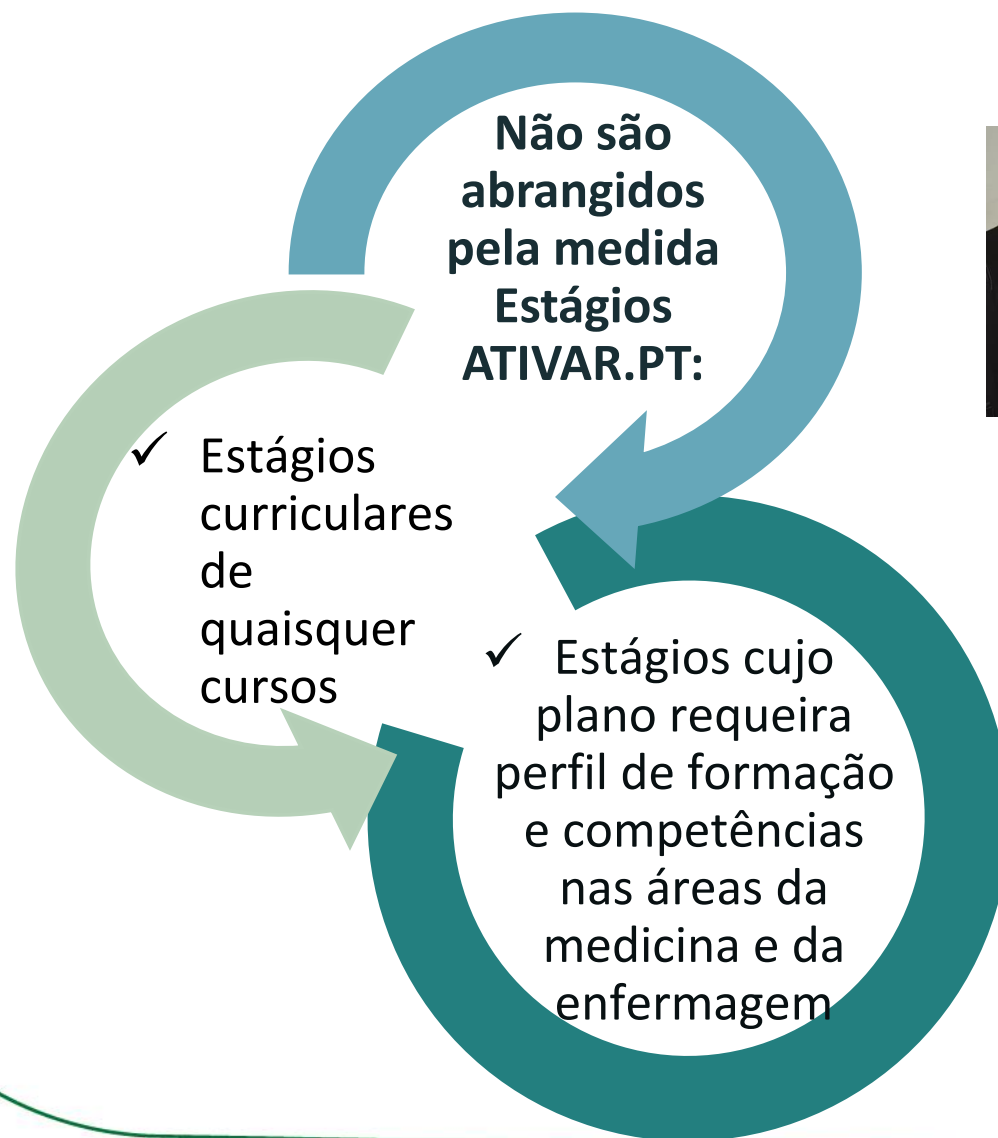 Não são
abrangidos
pela medida
Estágios
ATIVAR.PT:
✓ Estágios
curriculares
de
quaisquer
cursos
✓ Estágios cujo
plano requeira
perfil de formação
e competências
nas áreas da
medicina e da
enfermagem